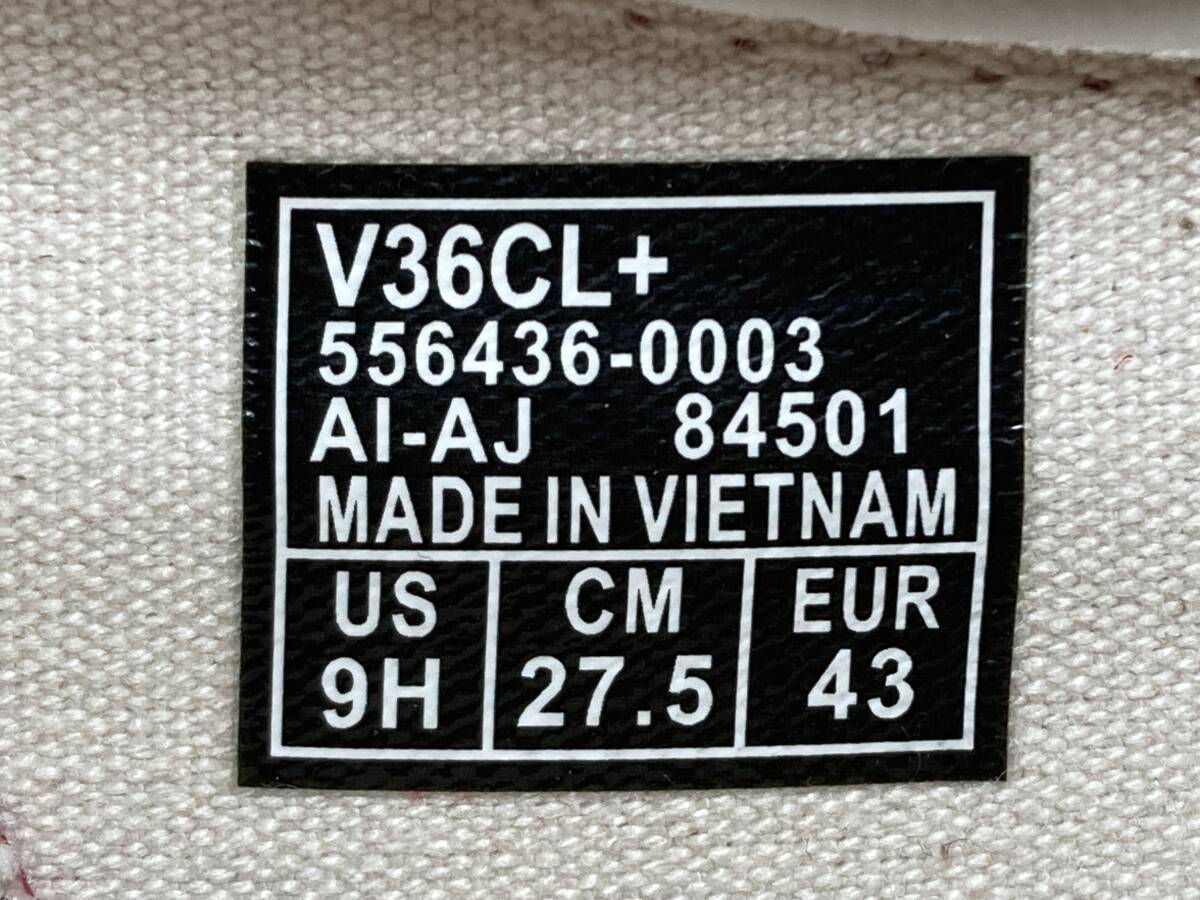 V36CL+
556436-0003
AI-AJ 84501
MADE IN VIETNAM
US CM EUR
9H 27.5 43